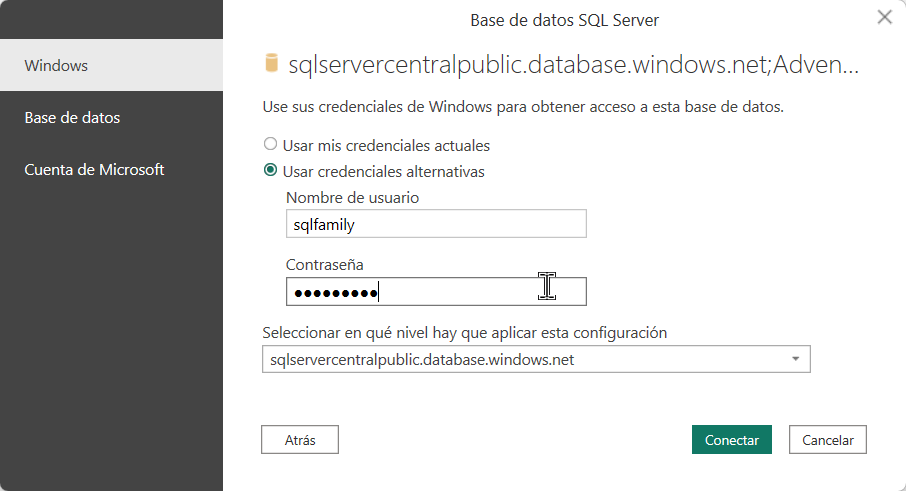 Base de datos SQL Server
Windows
Base de datos
Cuenta de Microsoft
sqlservercentralpublic.database.windows.net;Adven...
Use sus credenciales de Windows para obtener acceso a esta base de datos.
Usar mis credenciales actuales
Usar credenciales alternativas
Nombre de usuario
sqlfamily
Contraseña
●●●●●●●●●
Seleccionar en qué nivel hay que aplicar esta configuración
sqlservercentralpublic.database.windows.net
Atrás
Conectar
Cancelar